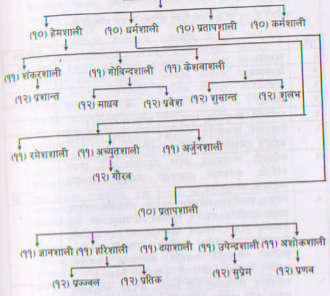 (१०) हेमशाली (१०) धर्मशाली (१०) प्रतापशाली (१०) कर्मशाली
(११) शंकरशाली (११) गोविन्दशाली (११) केशवाशाली
(१२) प्रशान्त (१२) माधव (१२) प्रवेश (१२) शुसान्त (१२) शुलभ
(११) रमेशशाली (११) अच्युतशाली (११) अर्जुनशाली
(१२) गौरव
(१०) प्रतापशाली
(११) ज्ञानशाली (११) हरिशाली (११) दयाशाली (११) उपेन्द्रशाली (११) अशोकशाली
(१२) प्रज्ज्वल (१२) प्रतिक (१२) सुप्रेम (१२) प्रणव